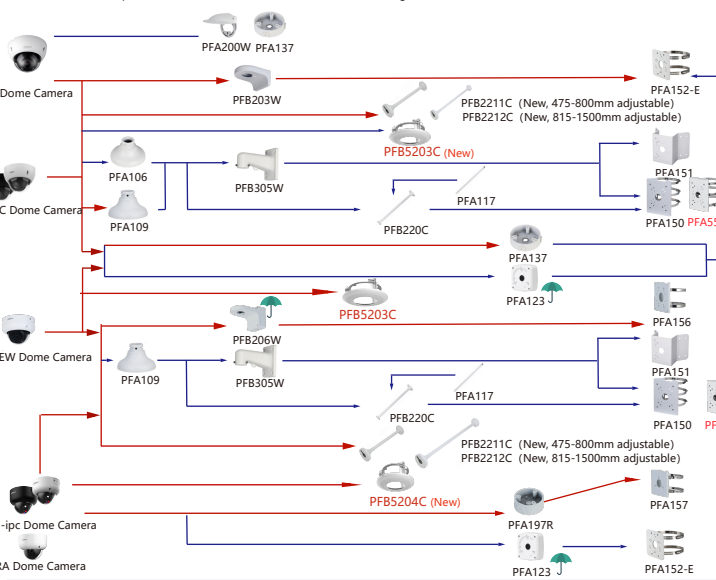 PFA200W PFA137
Dome Camera
PFB203W
PFA152-E
PFB2211C (New, 475-800mm adjustable)
PFB2212C (New, 815-1500mm adjustable)
PFB5203C (New)
PFA106
PFB305W
PFA151
C Dome Camera
PFA109
PFA117
PFB220C
PFA150 PFA55
PFA137
PFA123
PFB5203C
PFA156
PFB206W
EW Dome Camera
PFA109
PFB305W
PFA151
PFA117
PFB220C
PFA150
PFB2211C (New, 475-800mm adjustable)
PFB2212C (New, 815-1500mm adjustable)
PFB5204C (New)
PFA157
-ipc Dome Camera
PFA197R
RA Dome Camera
PFA123
PFA152-E